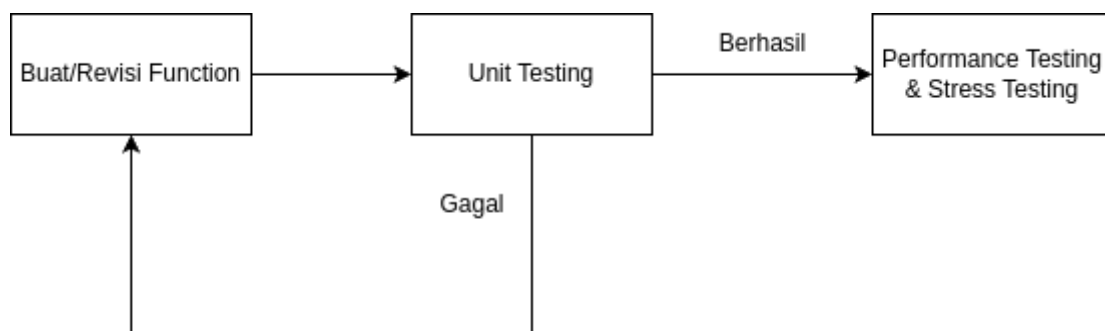 Buat/Revisi Function
Unit Testing
Berhasil
Performance Testing
& Stress Testing
Gagal